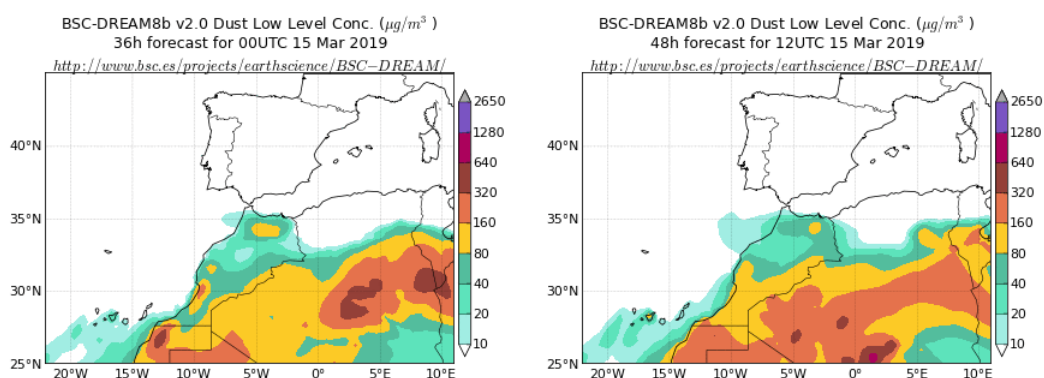 BSC-DREAM8b v2.0 Dust Low Level Conc. (μg/m³ )
36h forecast for 00UTC 15 Mar 2019
http://www.bsc.es/projects/earthscience/BSC−DREAM/
2650
1280
640
320
160
80
40
20
10
40°N
35°N
30°N
25°N
20°W
15°W
10°W
5°W
0°
5°E
10°E
BSC-DREAM8b v2.0 Dust Low Level Conc. (μg/m³ )
48h forecast for 12UTC 15 Mar 2019
http://www.bsc.es/projects/earthscience/BSC−DREAM/
2650
1280
640
320
160
80
40
20
10
40°N
35°N
30°N
25°N
20°W
15°W
10°W
5°W
0°
5°E
10°E